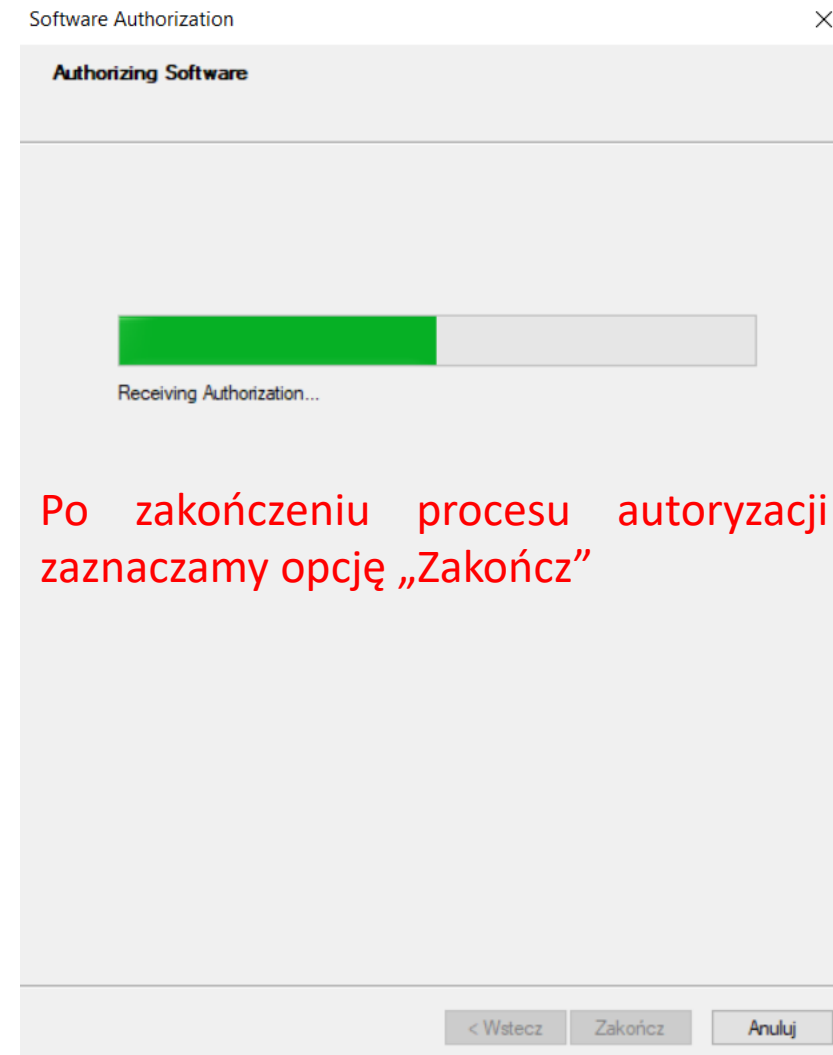 Software Authorization
Authorizing Software
Receiving Authorization...
Po zakończeniu procesu autoryzacji
zaznaczamy opcję „Zakończ”
< Wstecz Zakończ Anuluj